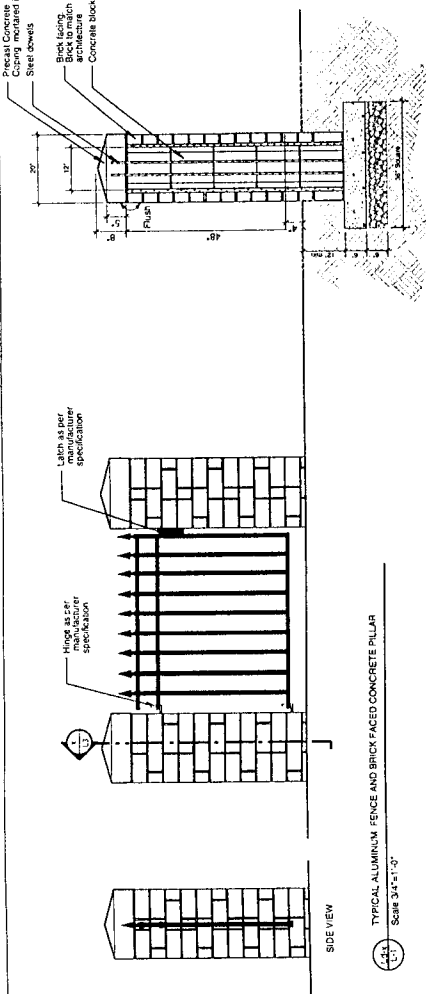 Precast Concrete
Coping mortared i
Steel dowels
Brick facing.
Brick to match
architecture
Concrete block
20"
12"
8"
5"
Flush
48"
4"
12" min
6"
6"
36" Square
Latch as per
manufacturer
specification
Hinge as per
manufacturer
specification
L3
SIDE VIEW
L-1
TYPICAL ALUMINUM FENCE AND BRICK FACED CONCRETE PILLAR
Scale 3/4"=1'-0"